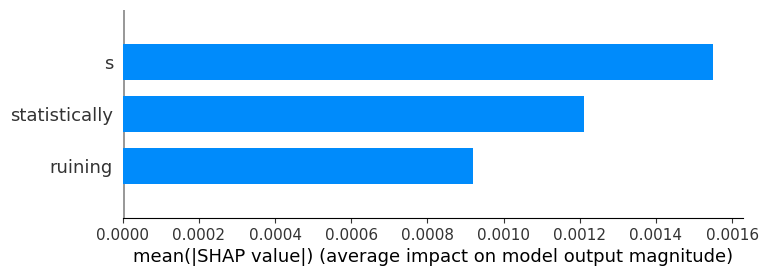 s
statistically
ruining
0.0000 0.0002 0.0004 0.0006 0.0008 0.0010 0.0012 0.0014 0.0016
mean(|SHAP value|) (average impact on model output magnitude)